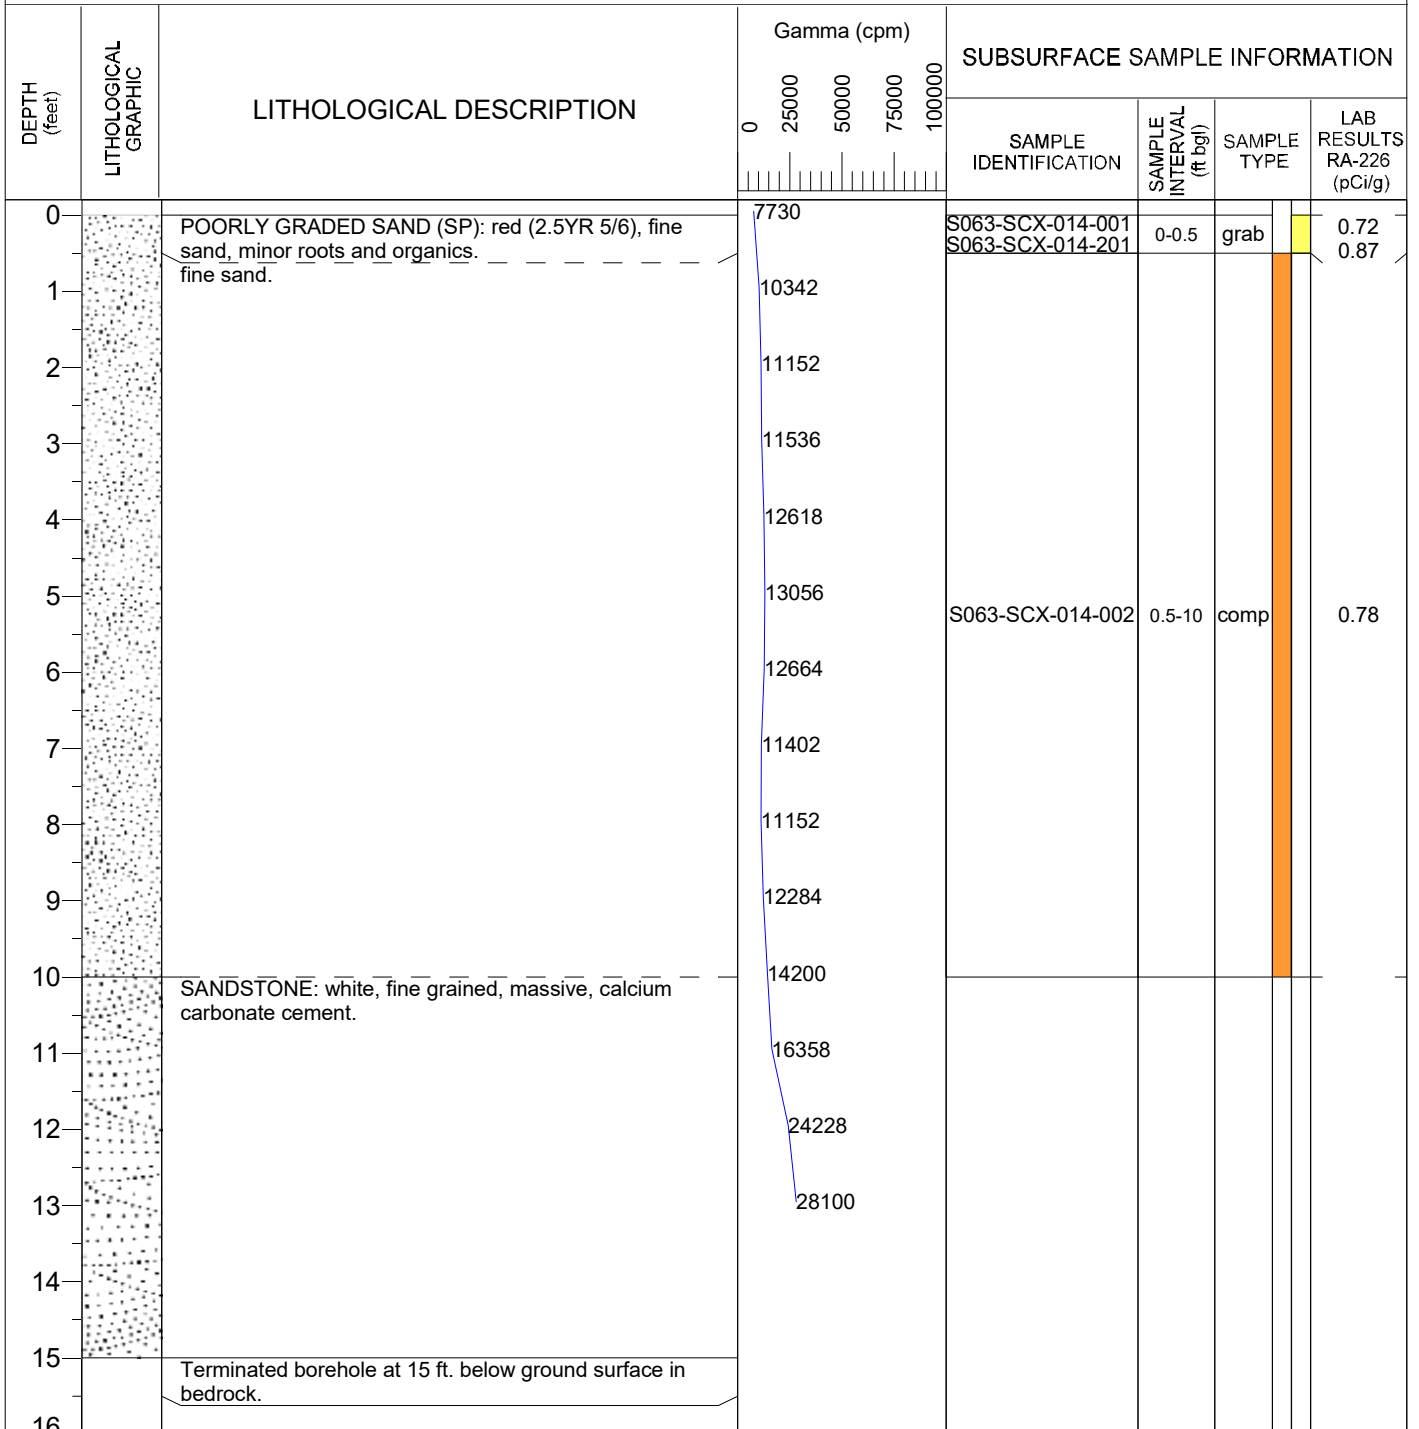 DEPTH
(feet)
LITHOLOGICAL
GRAPHIC
LITHOLOGICAL DESCRIPTION
Gamma (cpm)
0
25000
50000
75000
100000
SUBSURFACE SAMPLE INFORMATION
SAMPLE
IDENTIFICATION
SAMPLE
INTERVAL
(ft bgl)
SAMPLE
TYPE
LAB
RESULTS
RA-226
(pCi/g)
0
POORLY GRADED SAND (SP): red (2.5YR 5/6), fine
sand, minor roots and organics.
fine sand.
7730
S063-SCX-014-001
S063-SCX-014-201
0-0.5
grab
0.72
0.87
1
10342
2
11152
3
11536
4
12618
5
13056
S063-SCX-014-002
0.5-10
comp
0.78
6
12664
7
11402
8
11152
9
12284
10
14200
SANDSTONE: white, fine grained, massive, calcium
carbonate cement.
11
16358
12
24228
13
28100
14
15
Terminated borehole at 15 ft. below ground surface in
bedrock.
16